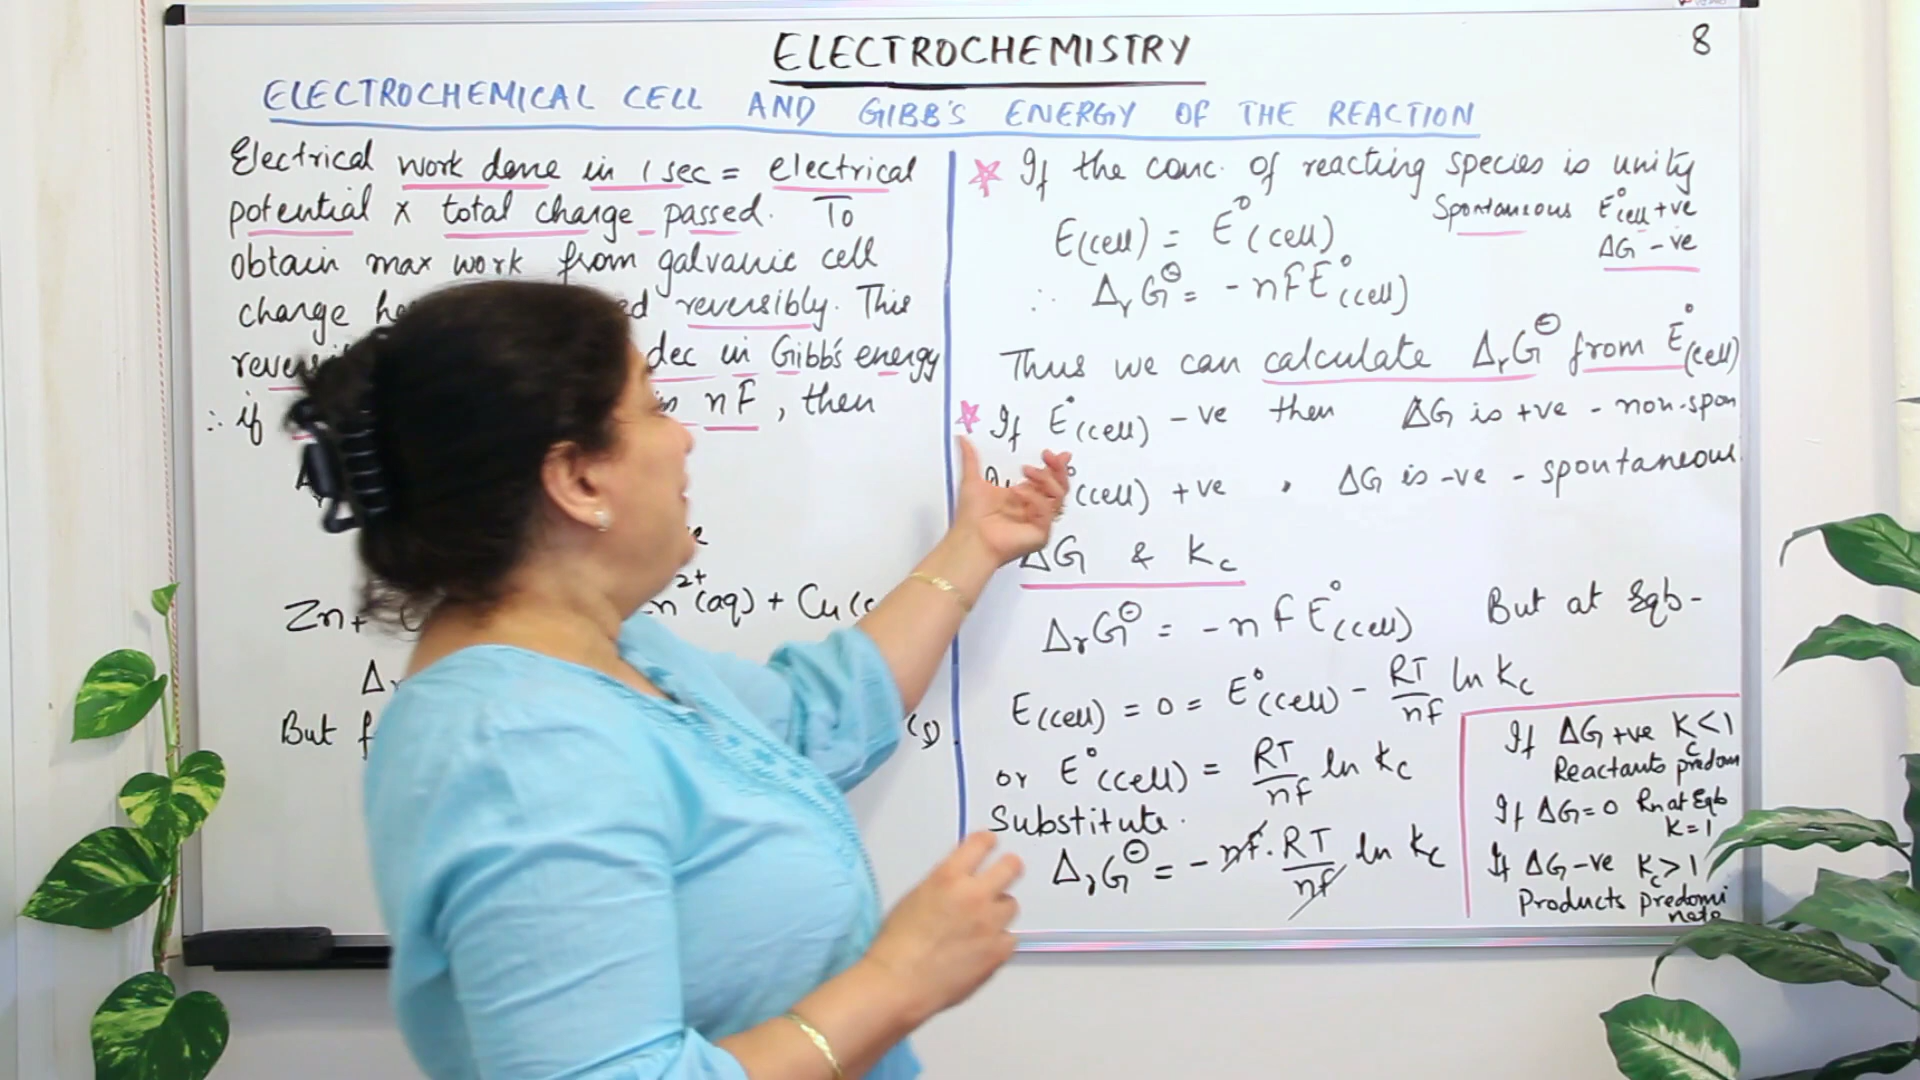 ELECTROCHEMISTRY
8
ELECTROCHEMICAL CELL AND GIBB'S ENERGY OF THE REACTION
Electrical work done in 1 sec = electrical
potential x total charge passed. To
obtain max work from galvanic cell
charge reversibly. This
dec in Gibb's energy
∴ if nF, then
Zn + (aq) + Cu(
Δ
But (s)
If the conc. of reacting species is unity
E(cell) = E°(cell)
Spontaneous E°cell +ve
ΔG -ve
∴ ΔrG⊖ = -nFE°(cell)
Thus we can calculate ΔrG⊖ from E°(cell)
If E°(cell) -ve then ΔG is +ve - non-spon
°(cell) +ve , ΔG is -ve - spontaneous
ΔG & Kc
ΔrG⊖ = -nFE°(cell) But at Eqb-
E(cell) = 0 = E°(cell) - RT/nF ln Kc
or E°(cell) = RT/nF ln Kc
Substitute.
ΔrG⊖ = -nF. RT/nF ln Kc
If ΔG +ve Kc<1
Reactants predom
If ΔG=0 Rn at Eqb
K=1
If ΔG -ve Kc>1
Products predomi
nate